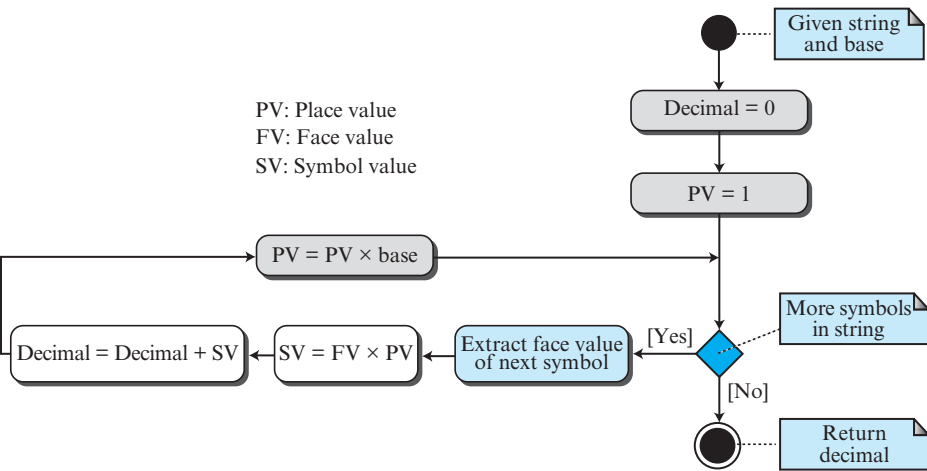 Given string
and base
Decimal = 0
PV: Place value
FV: Face value
SV: Symbol value
PV = 1
PV = PV × base
More symbols
in string
[Yes]
Extract face value
of next symbol
SV = FV × PV
Decimal = Decimal + SV
[No]
Return
decimal